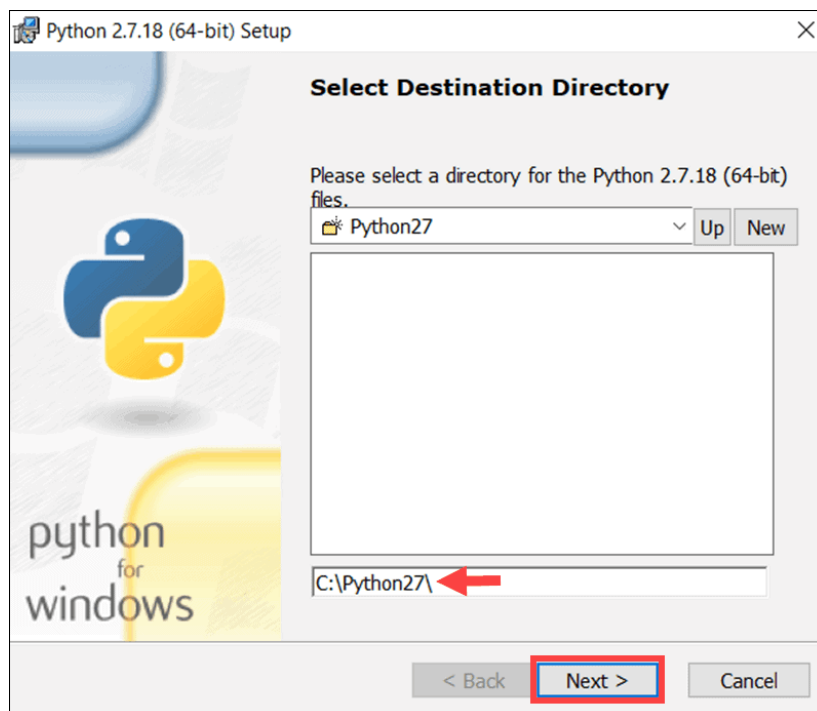 Python 2.7.18 (64-bit) Setup
Select Destination Directory
Please select a directory for the Python 2.7.18 (64-bit)
files.
Python27
Up
New
C:\Python27\
python
for
windows
< Back
Next >
Cancel